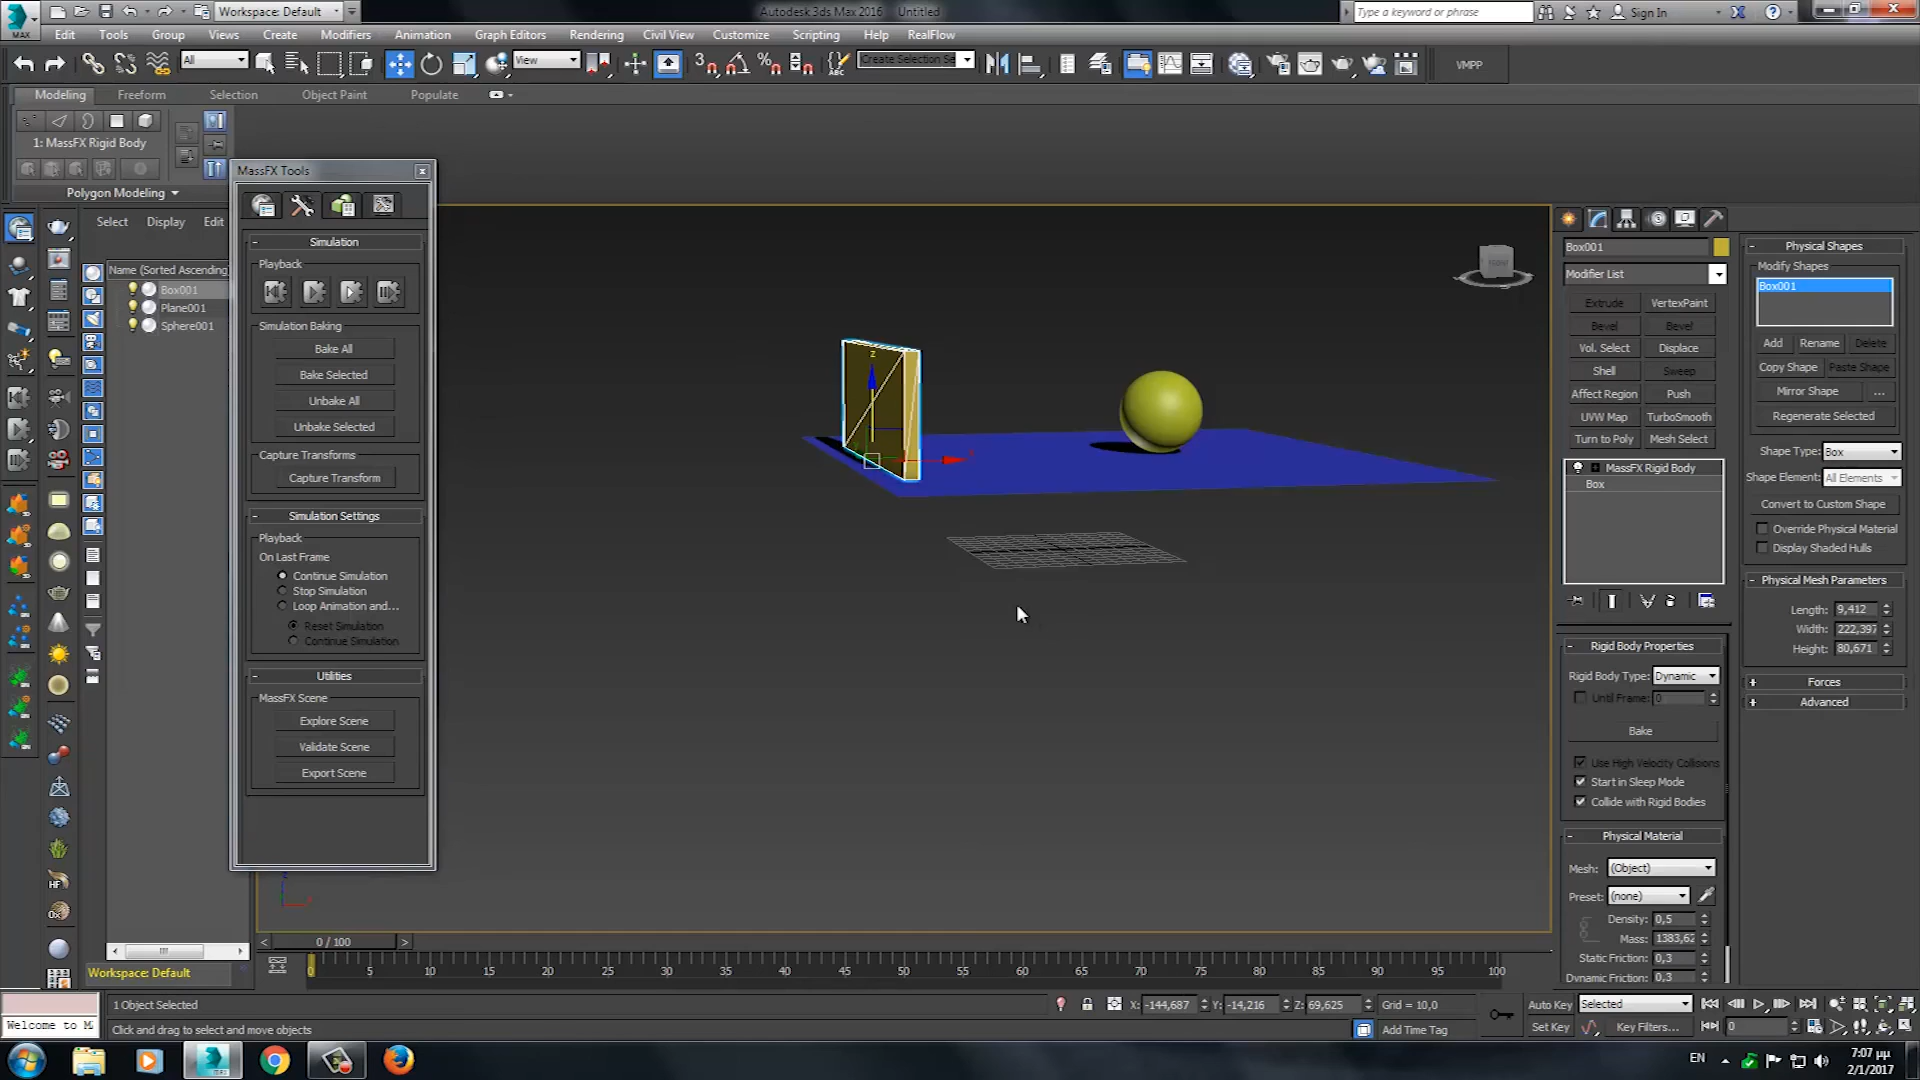 Workspace: Default
Autodesk 3ds Max 2016 Untitled
Type a keyword or phrase
Sign In
MAX
Edit Tools Group Views Create Modifiers Animation Graph Editors Rendering Civil View Customize Scripting Help RealFlow
All
View
Create Selection Se
VMPP
Modeling Freeform Selection Object Paint Populate
1: MassFX Rigid Body
Polygon Modeling
Select Display Edit
Name (Sorted Ascending)
Box001
Plane001
Sphere001
MassFX Tools
Simulation
Playback
Simulation Baking
Bake All
Bake Selected
Unbake All
Unbake Selected
Capture Transforms
Capture Transform
Simulation Settings
Playback
On Last Frame
Continue Simulation
Stop Simulation
Loop Animation and...
Reset Simulation
Continue Simulation
Utilities
MassFX Scene
Explore Scene
Validate Scene
Export Scene
z
Box001
Modifier List
Extrude VertexPaint
Bevel Bevel
Vol. Select Displace
Shell Sweep
Affect Region Push
UVW Map TurboSmooth
Turn to Poly Mesh Select
MassFX Rigid Body
Box
Rigid Body Properties
Rigid Body Type: Dynamic
Until Frame: 0
Bake
Use High Velocity Collisions
Start in Sleep Mode
Collide with Rigid Bodies
Physical Material
Mesh: (Object)
Preset: (none)
Density: 0,5
Mass: 1383,62
Static Friction: 0,3
Dynamic Friction: 0,3
Physical Shapes
Modify Shapes
Box001
Add Rename Delete
Copy Shape Paste Shape
Mirror Shape ...
Regenerate Selected
Shape Type: Box
Shape Element: All Elements
Convert to Custom Shape
Override Physical Material
Display Shaded Hulls
Physical Mesh Parameters
Length: 9,412
Width: 222,397
Height: 80,671
Forces
Advanced
0 / 100
0 5 10 15 20 25 30 35 40 45 50 55 60 65 70 75 80 85 90 95 100
Workspace: Default
1 Object Selected
X: -144,687 Y: -14,216 Z: 69,625 Grid = 10,0
Auto Key Selected
Welcome to M
Click and drag to select and move objects
Add Time Tag
Set Key Key Filters... 0
EN
7:07 μμ
2/1/2017